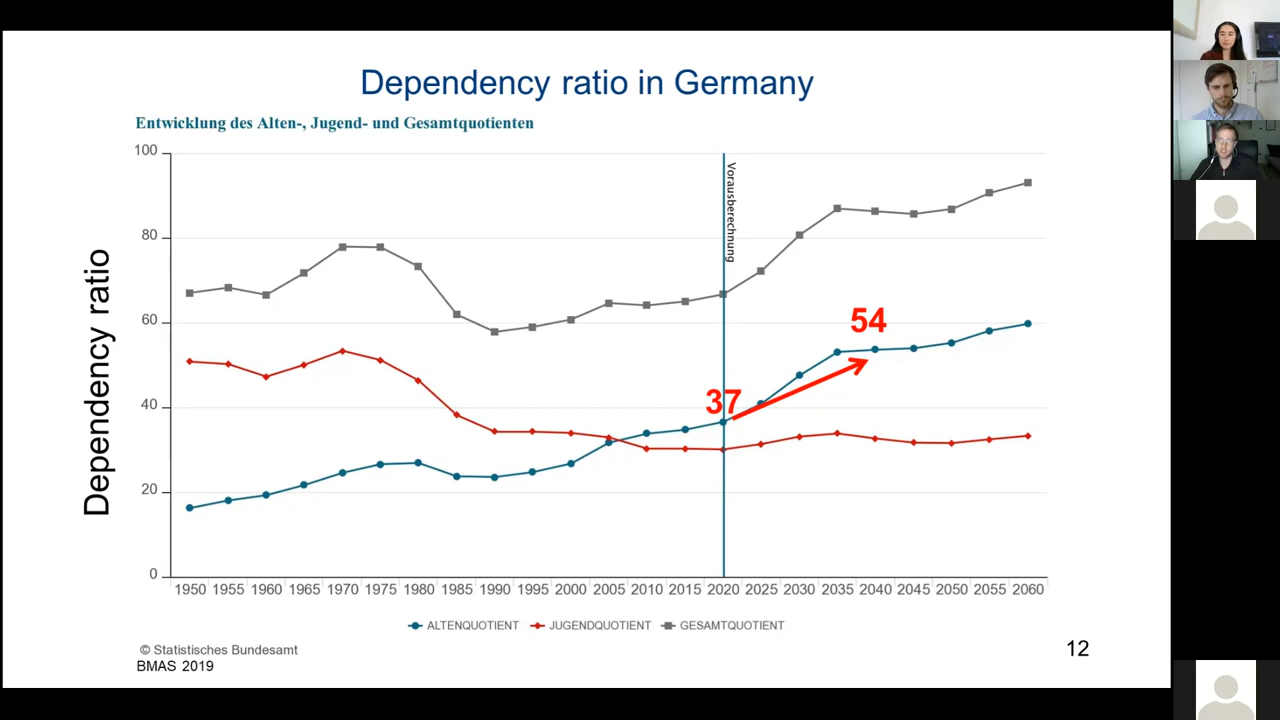 Dependency ratio in Germany
Entwicklung des Alten-, Jugend- und Gesamtquotienten
Dependency ratio
100
80
60
40
20
0
Vorausberechnung
37
54
1950 1955 1960 1965 1970 1975 1980 1985 1990 1995 2000 2005 2010 2015 2020 2025 2030 2035 2040 2045 2050 2055 2060
ALTENQUOTIENT JUGENDQUOTIENT GESAMTQUOTIENT
© Statistisches Bundesamt
BMAS 2019
12